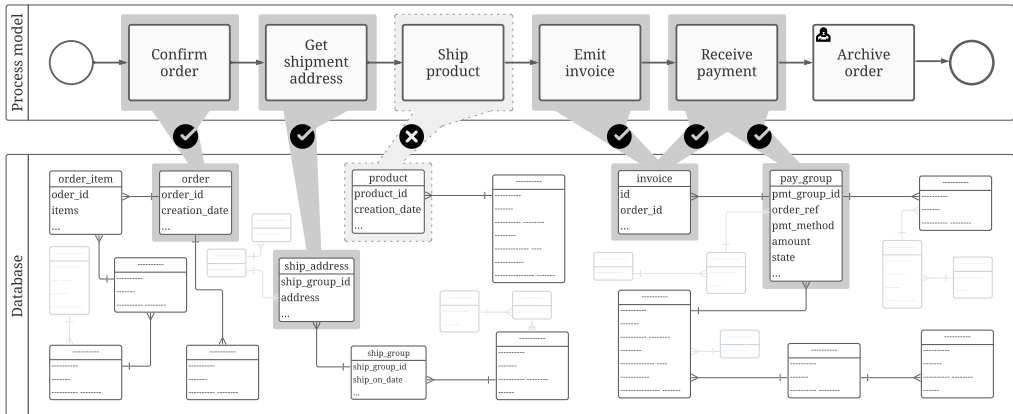 Process model
Confirm
order
Get
shipment
address
Ship
product
Emit
invoice
Receive
payment
Archive
order
Database
order_item
oder_id
items
...
order
order_id
creation_date
...
product
product_id
creation_date
...
invoice
id
order_id
...
pay_group
pmt_group_id
order_ref
pmt_method
amount
state
...
ship_address
ship_group_id
address
...
ship_group
ship_group_id
ship_on_date
...